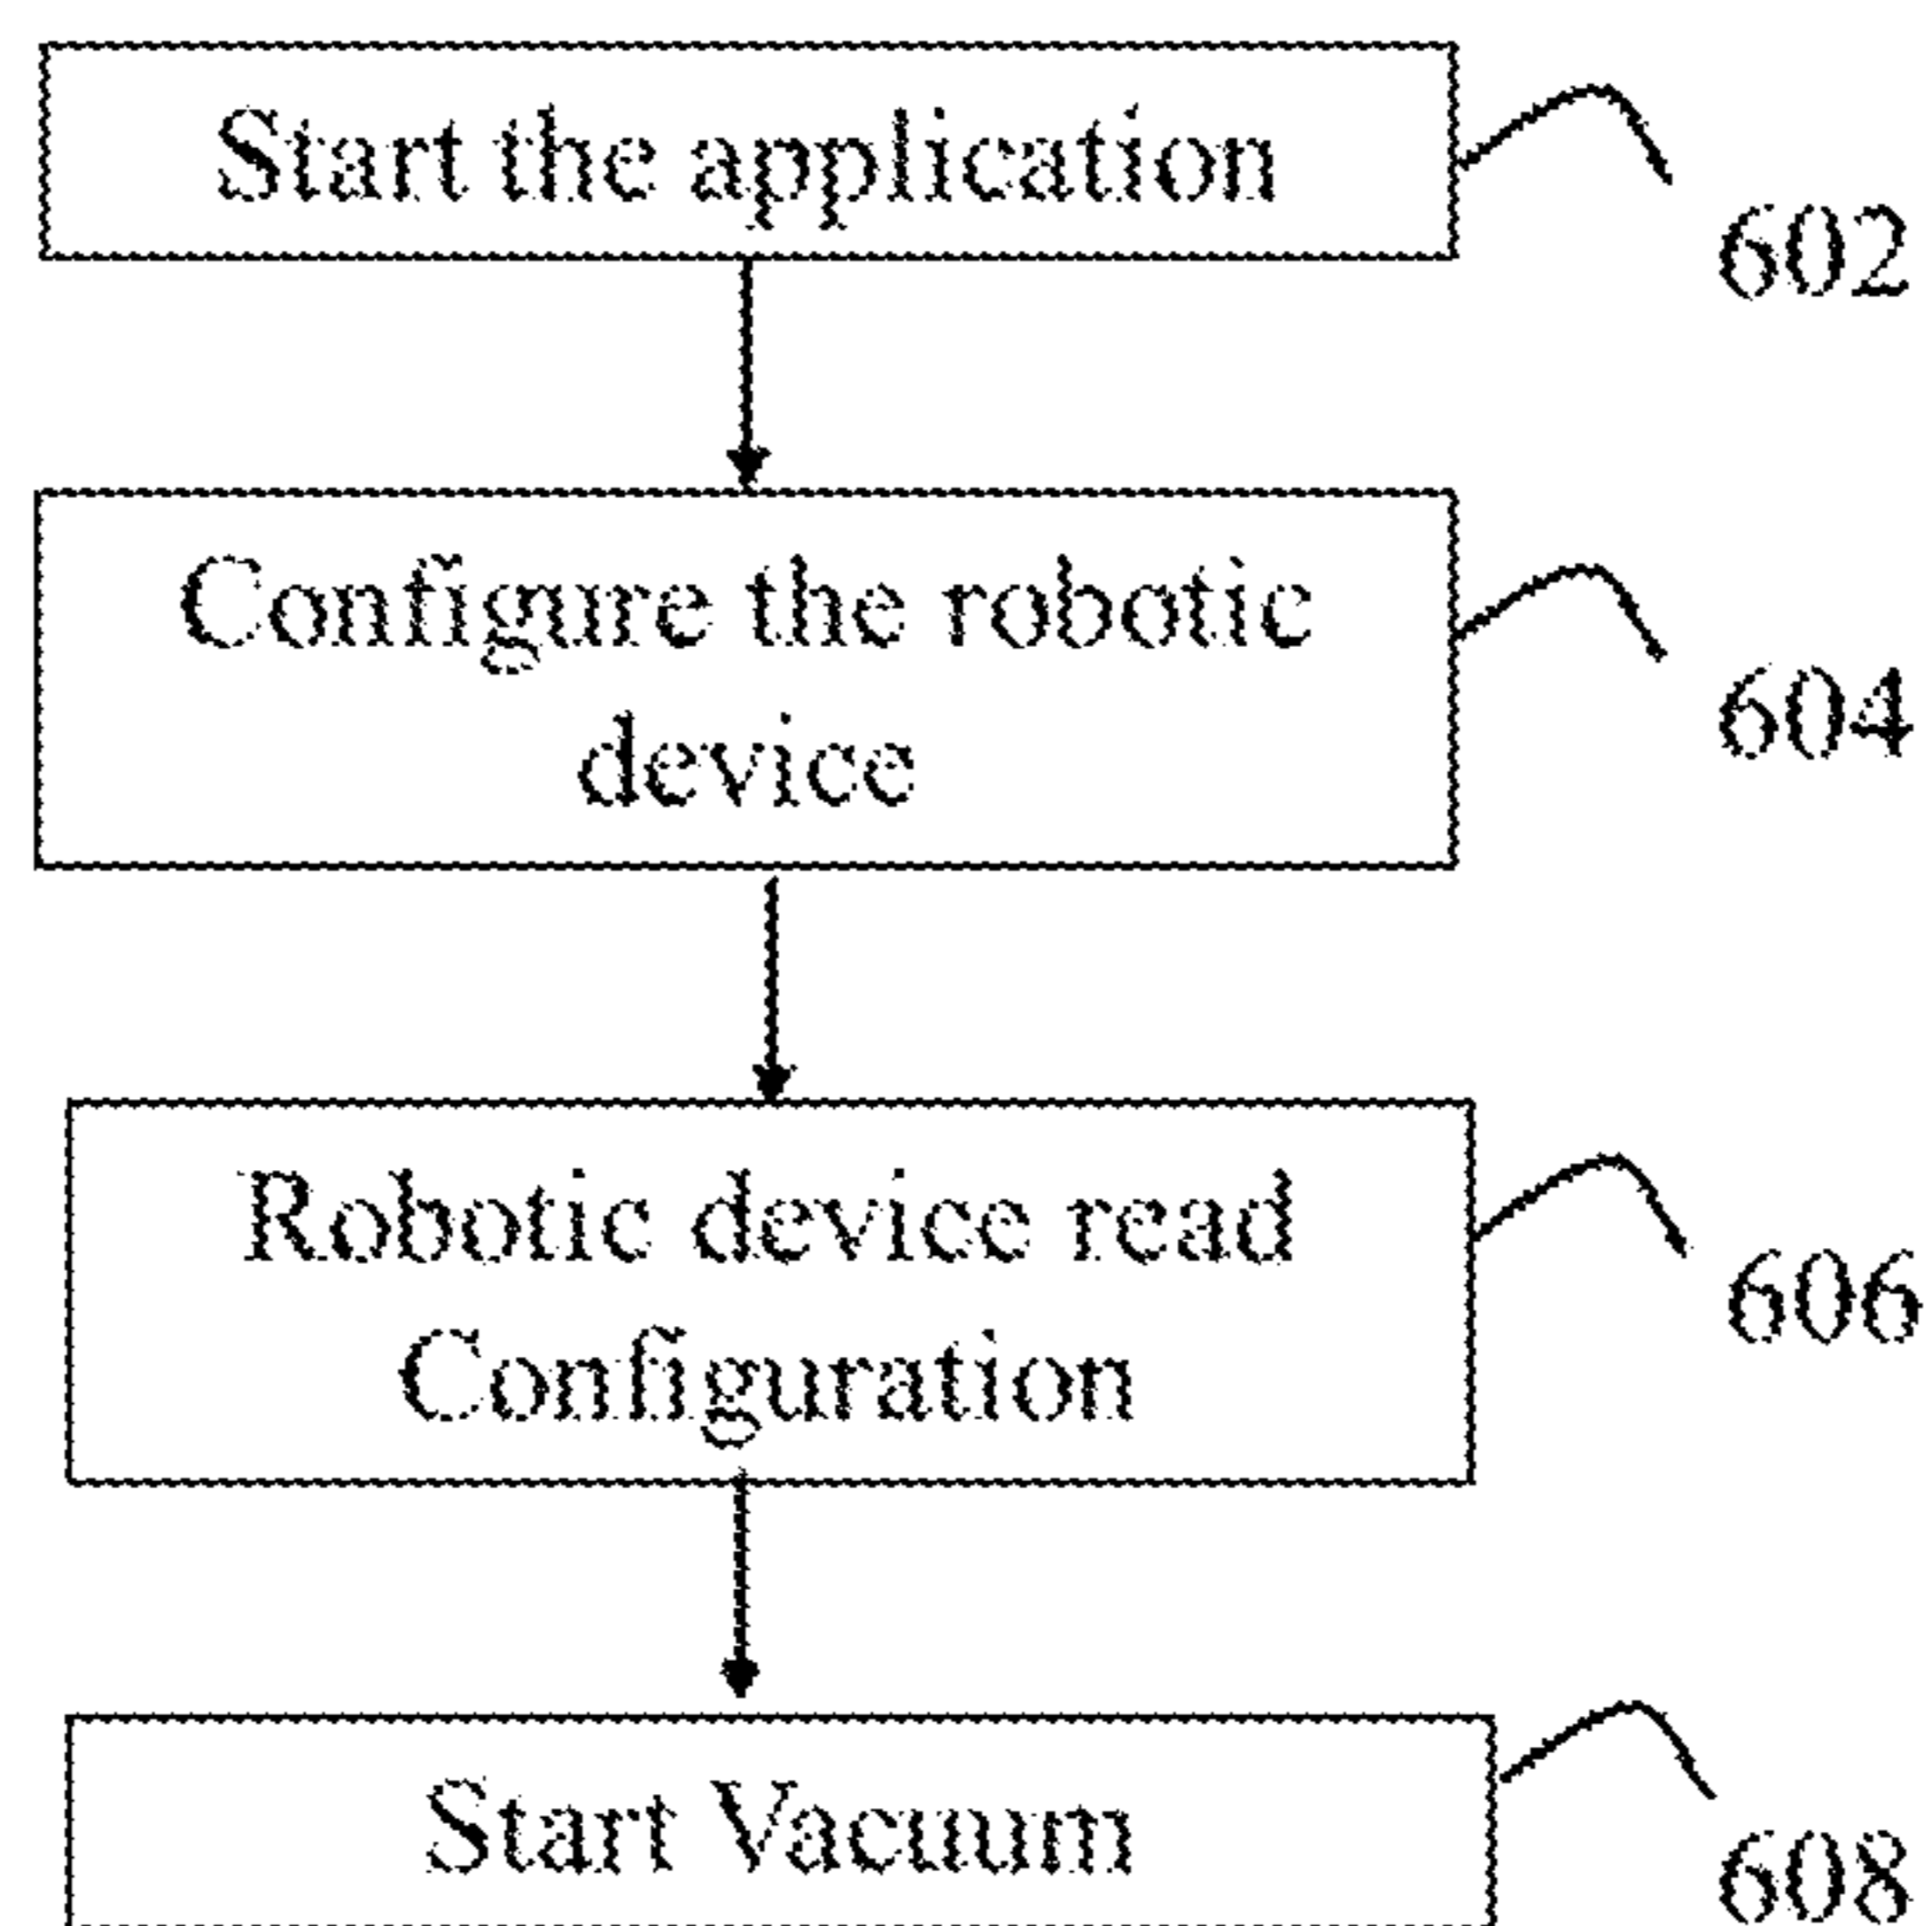 Start the application
602
Configure the robotic
device
604
Robotic device read
Configuration
606
Start Vacuum
608